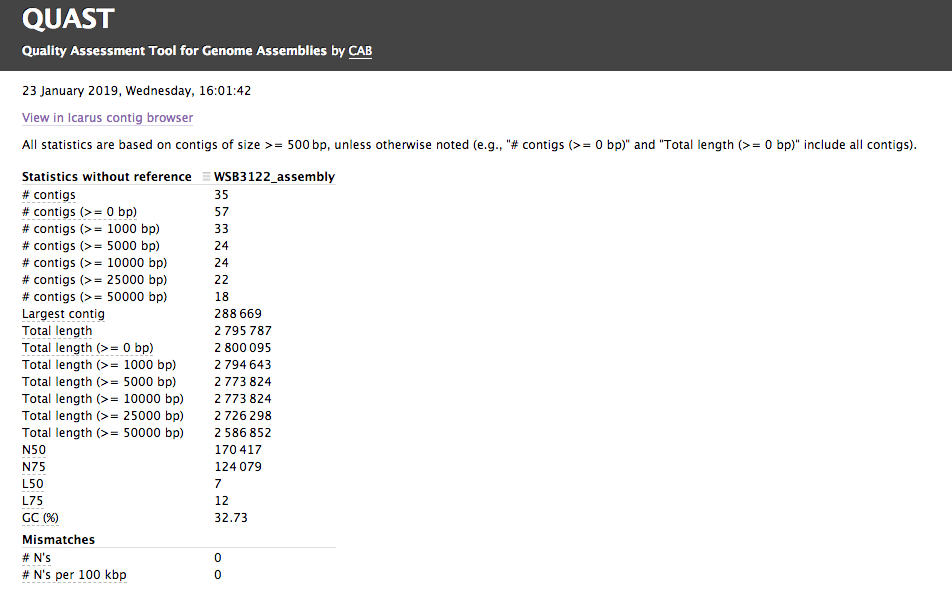 QUAST
Quality Assessment Tool for Genome Assemblies by CAB
23 January 2019, Wednesday, 16:01:42
View in Icarus contig browser
All statistics are based on contigs of size >= 500 bp, unless otherwise noted (e.g., "# contigs (>= 0 bp)" and "Total length (>= 0 bp)" include all contigs).
Statistics without reference WSB3122_assembly
# contigs 35
# contigs (>= 0 bp) 57
# contigs (>= 1000 bp) 33
# contigs (>= 5000 bp) 24
# contigs (>= 10000 bp) 24
# contigs (>= 25000 bp) 22
# contigs (>= 50000 bp) 18
Largest contig 288 669
Total length 2 795 787
Total length (>= 0 bp) 2 800 095
Total length (>= 1000 bp) 2 794 643
Total length (>= 5000 bp) 2 773 824
Total length (>= 10000 bp) 2 773 824
Total length (>= 25000 bp) 2 726 298
Total length (>= 50000 bp) 2 586 852
N50 170 417
N75 124 079
L50 7
L75 12
GC (%) 32.73
Mismatches
# N's 0
# N's per 100 kbp 0